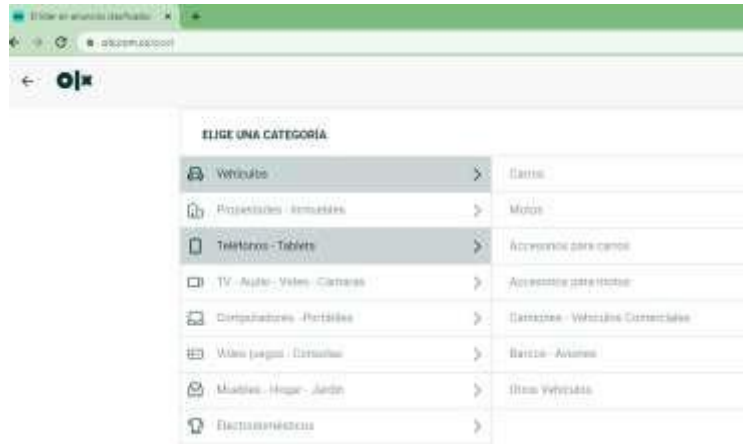 olx
ELIGE UNA CATEGORÍA
Vehículos
Propiedades - Inmuebles
Teléfonos - Tablets
TV - Audio - Video - Cámaras
Computadores - Portátiles
Video juegos - Consolas
Muebles - Hogar - Jardín
Electrodomésticos
Carros
Motos
Accesorios para carros
Accesorios para motos
Camiones - Vehículos Comerciales
Barcos - Aviones
Otros Vehículos